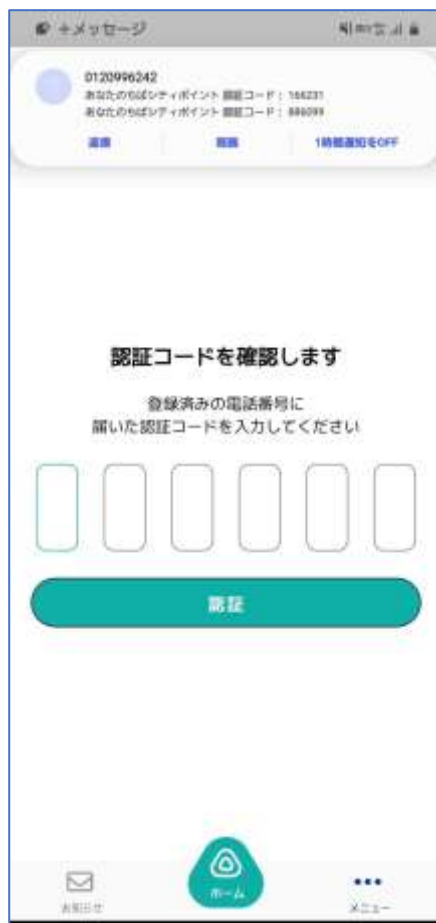 +メッセージ
0120996242
あなたのちばシティポイント 認証コード: 166231
あなたのちばシティポイント 認証コード: 886099
1時間通知をOFF
認証コードを確認します
登録済みの電話番号に
届いた認証コードを入力してください
認証
お知らせ
ホーム
メニュー